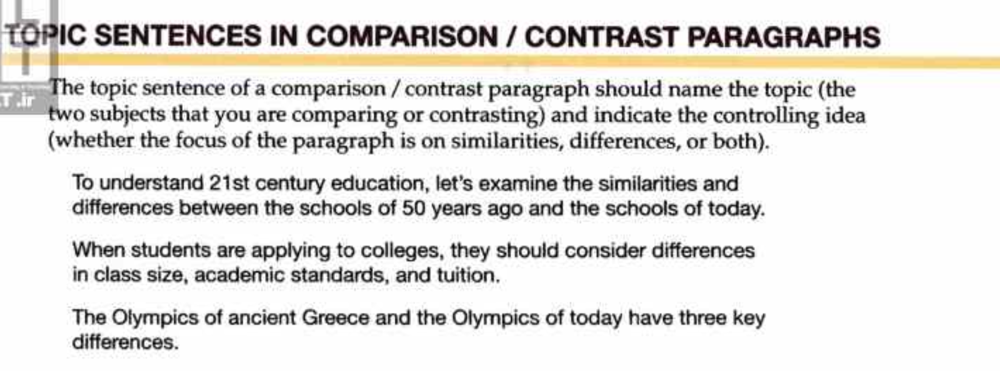 TOPIC SENTENCES IN COMPARISON / CONTRAST PARAGRAPHS
The topic sentence of a comparison / contrast paragraph should name the topic (the
two subjects that you are comparing or contrasting) and indicate the controlling idea
(whether the focus of the paragraph is on similarities, differences, or both).
To understand 21st century education, let's examine the similarities and
differences between the schools of 50 years ago and the schools of today.
When students are applying to colleges, they should consider differences
in class size, academic standards, and tuition.
The Olympics of ancient Greece and the Olympics of today have three key
differences.